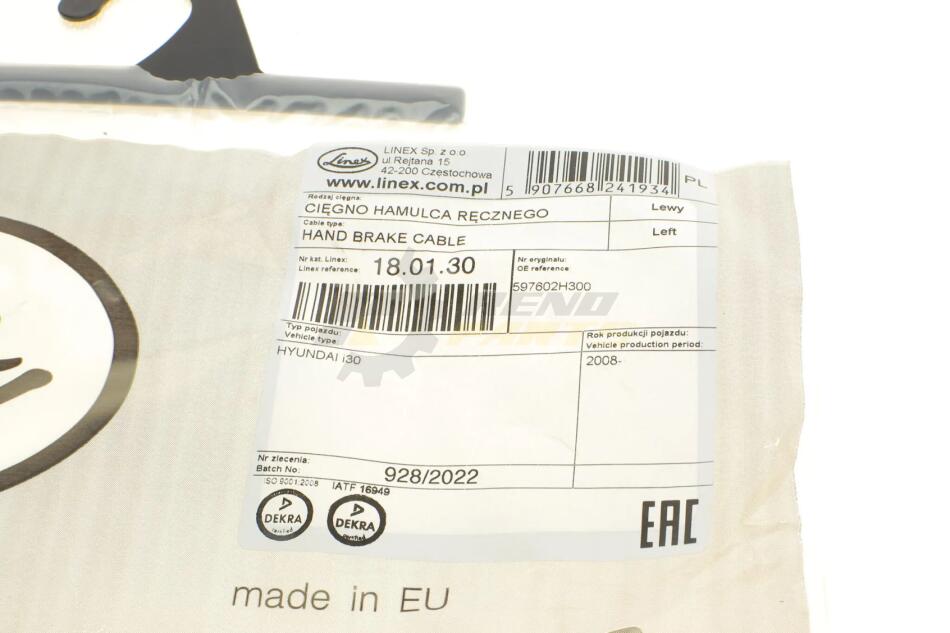 Linex
LINEX Sp. z o.o.
ul Rejtana 15
42-200 Częstochowa
www.linex.com.pl
5 907668 241934
PL
Rodzaj cięgna:
CIĘGNO HAMULCA RĘCZNEGO
Lewy
Cable type:
HAND BRAKE CABLE
Left
Nr kat. Linex:
Linex reference:
18.01.30
Nr oryginału:
OE reference:
597602H300
Typ pojazdu:
Vehicle type:
HYUNDAI i30
Rok produkcji pojazdu:
Vehicle production period:
2008-
Nr zlecenia:
Batch No:
928/2022
ISO 9001:2008
IATF 16949
DEKRA
certified
DEKRA
certified
EAC
made in EU